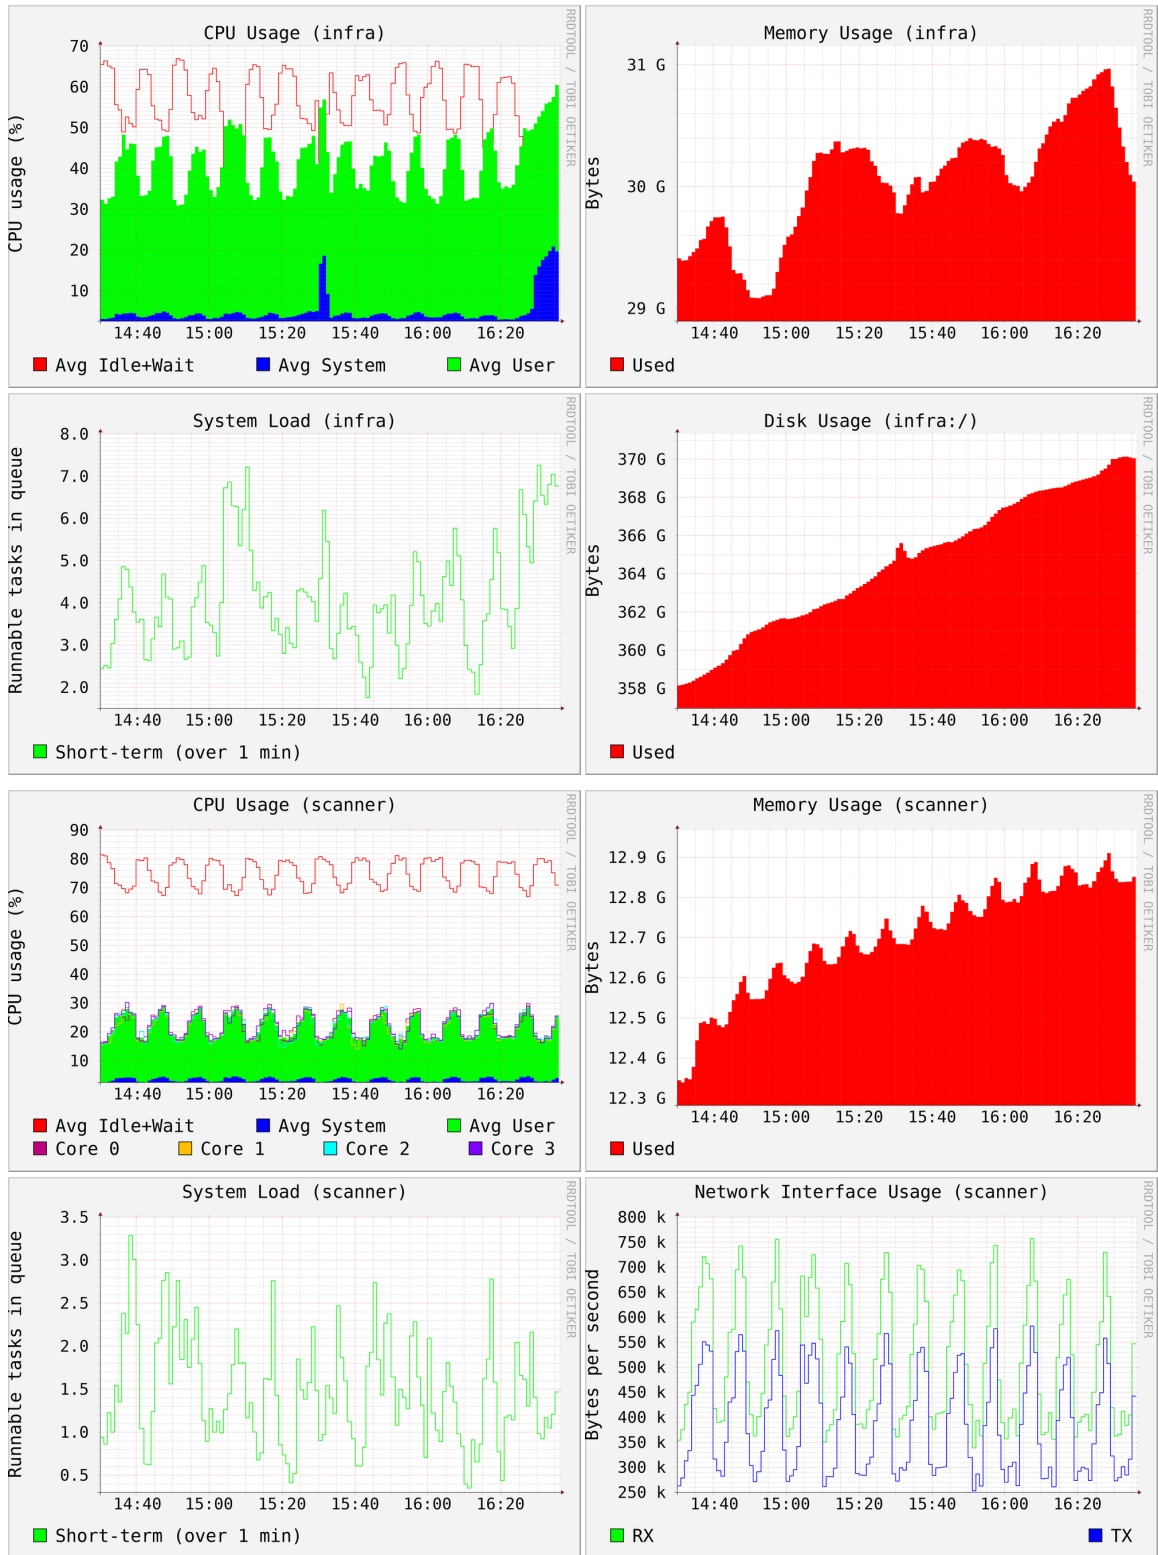 CPU Usage (infra)
RRDTOOL / TOBI OETIKER
CPU usage (%)
70
60
50
40
30
20
10
14:40 15:00 15:20 15:40 16:00 16:20
Avg Idle+Wait Avg System Avg User
Memory Usage (infra)
RRDTOOL / TOBI OETIKER
Bytes
31 G
30 G
29 G
14:40 15:00 15:20 15:40 16:00 16:20
Used
System Load (infra)
RRDTOOL / TOBI OETIKER
Runnable tasks in queue
8.0
7.0
6.0
5.0
4.0
3.0
2.0
14:40 15:00 15:20 15:40 16:00 16:20
Short-term (over 1 min)
Disk Usage (infra:/)
RRDTOOL / TOBI OETIKER
Bytes
370 G
368 G
366 G
364 G
362 G
360 G
358 G
14:40 15:00 15:20 15:40 16:00 16:20
Used
CPU Usage (scanner)
RRDTOOL / TOBI OETIKER
CPU usage (%)
90
80
70
60
50
40
30
20
10
14:40 15:00 15:20 15:40 16:00 16:20
Avg Idle+Wait Avg System Avg User
Core 0 Core 1 Core 2 Core 3
Memory Usage (scanner)
RRDTOOL / TOBI OETIKER
Bytes
12.9 G
12.8 G
12.7 G
12.6 G
12.5 G
12.4 G
12.3 G
14:40 15:00 15:20 15:40 16:00 16:20
Used
System Load (scanner)
RRDTOOL / TOBI OETIKER
Runnable tasks in queue
3.5
3.0
2.5
2.0
1.5
1.0
0.5
14:40 15:00 15:20 15:40 16:00 16:20
Short-term (over 1 min)
Network Interface Usage (scanner)
RRDTOOL / TOBI OETIKER
Bytes per second
800 k
750 k
700 k
650 k
600 k
550 k
500 k
450 k
400 k
350 k
300 k
250 k
14:40 15:00 15:20 15:40 16:00 16:20
RX TX